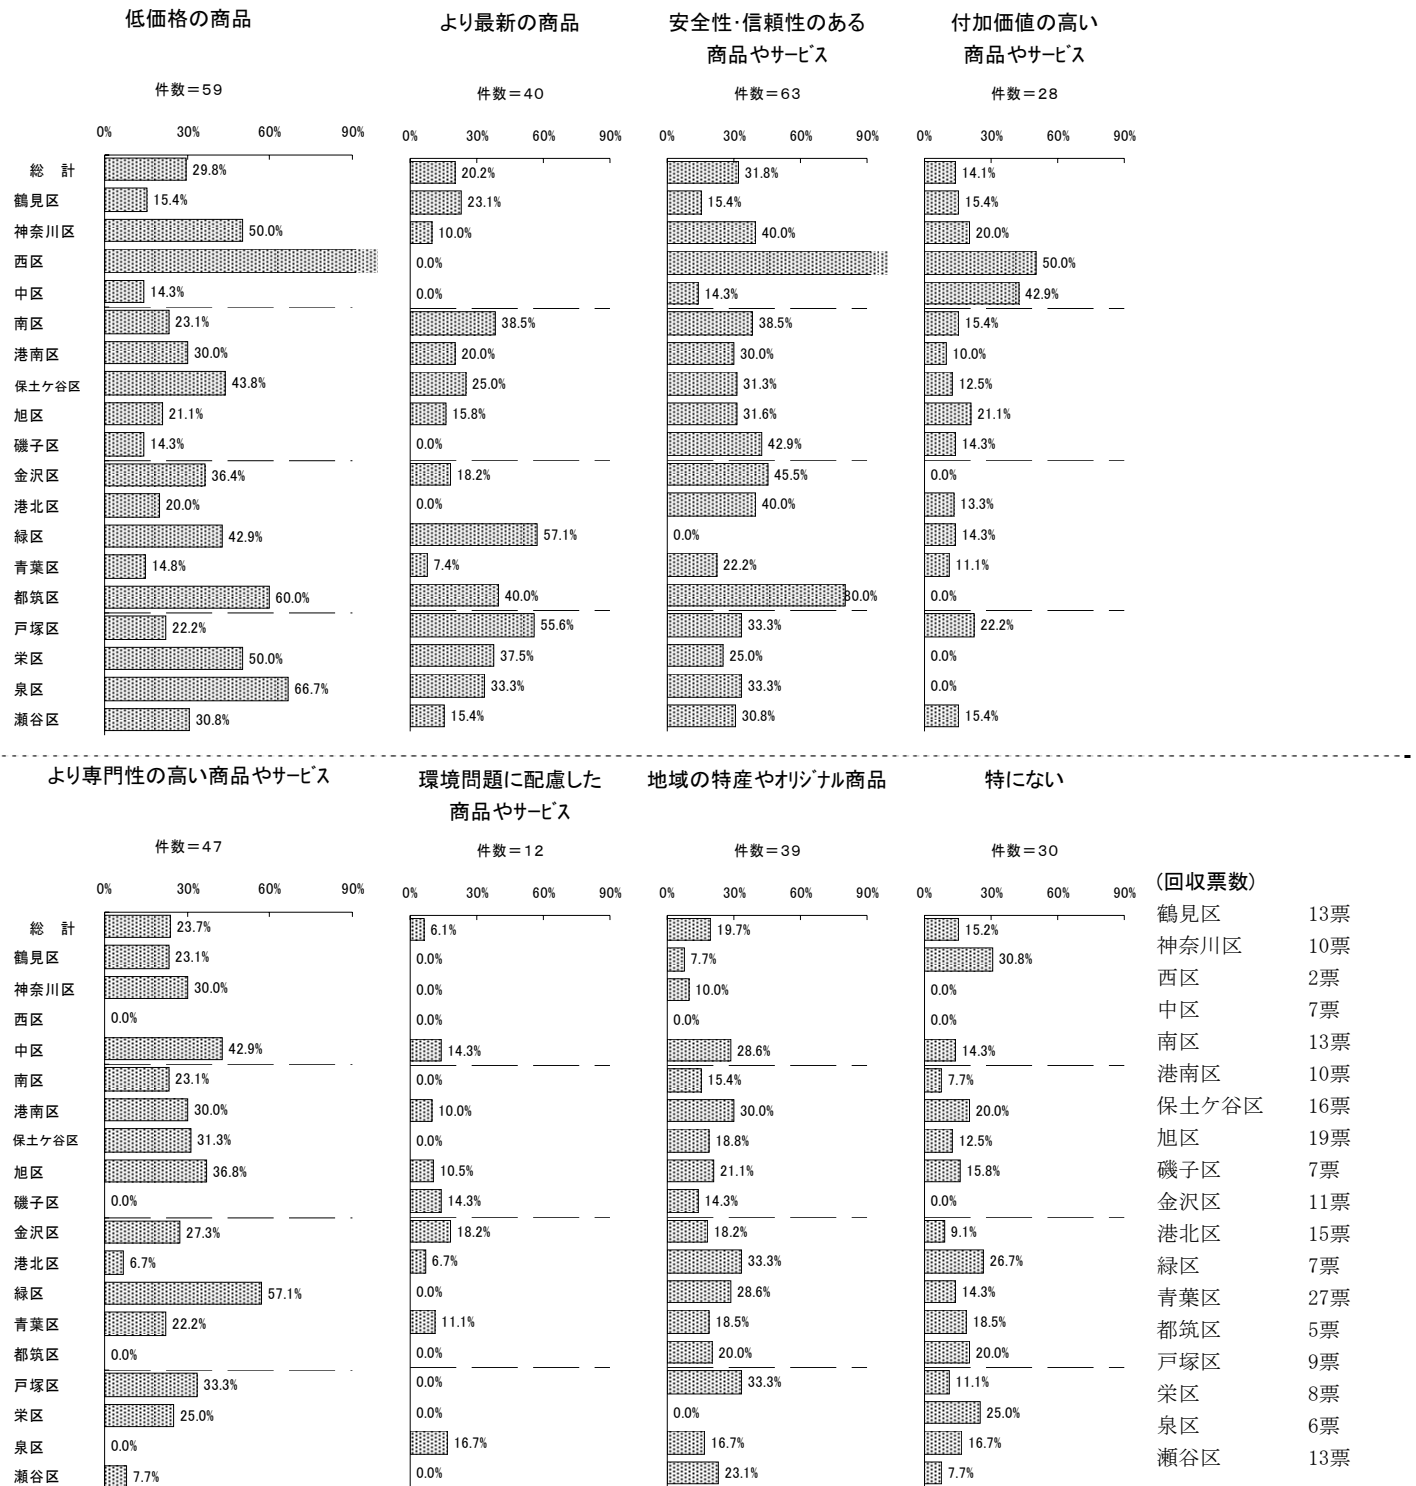 低価格の商品 より最新の商品 安全性・信頼性のある 付加価値の高い
商品やサービス 商品やサービス
件数＝59 件数＝40 件数＝63 件数＝28
0% 30% 60% 90% 0% 30% 60% 90% 0% 30% 60% 90% 0% 30% 60% 90%
総 計 29.8% 20.2% 31.8% 14.1%
鶴見区 15.4% 23.1% 15.4% 15.4%
神奈川区 50.0% 10.0% 40.0% 20.0%
西区 0.0% 50.0%
中区 14.3% 0.0% 14.3% 42.9%
南区 23.1% 38.5% 38.5% 15.4%
港南区 30.0% 20.0% 30.0% 10.0%
保土ケ谷区 43.8% 25.0% 31.3% 12.5%
旭区 21.1% 15.8% 31.6% 21.1%
磯子区 14.3% 0.0% 42.9% 14.3%
金沢区 36.4% 18.2% 45.5% 0.0%
港北区 20.0% 0.0% 40.0% 13.3%
緑区 42.9% 57.1% 0.0% 14.3%
青葉区 14.8% 7.4% 22.2% 11.1%
都筑区 60.0% 40.0% 80.0% 0.0%
戸塚区 22.2% 55.6% 33.3% 22.2%
栄区 50.0% 37.5% 25.0% 0.0%
泉区 66.7% 33.3% 33.3% 0.0%
瀬谷区 30.8% 15.4% 30.8% 15.4%
より専門性の高い商品やサービス 環境問題に配慮した 地域の特産やオリジナル商品 特にない
商品やサービス
件数＝47 件数＝12 件数＝39 件数＝30
0% 30% 60% 90% 0% 30% 60% 90% 0% 30% 60% 90% 0% 30% 60% 90%
総 計 23.7% 6.1% 19.7% 15.2%
鶴見区 23.1% 0.0% 7.7% 30.8%
神奈川区 30.0% 0.0% 10.0% 0.0%
西区 0.0% 0.0% 0.0% 0.0%
中区 42.9% 14.3% 28.6% 14.3%
南区 23.1% 0.0% 15.4% 7.7%
港南区 30.0% 10.0% 30.0% 20.0%
保土ケ谷区 31.3% 0.0% 18.8% 12.5%
旭区 36.8% 10.5% 21.1% 15.8%
磯子区 0.0% 14.3% 14.3% 0.0%
金沢区 27.3% 18.2% 18.2% 9.1%
港北区 6.7% 6.7% 33.3% 26.7%
緑区 57.1% 0.0% 28.6% 14.3%
青葉区 22.2% 11.1% 18.5% 18.5%
都筑区 0.0% 0.0% 20.0% 20.0%
戸塚区 33.3% 0.0% 33.3% 11.1%
栄区 25.0% 0.0% 0.0% 25.0%
泉区 0.0% 16.7% 16.7% 16.7%
瀬谷区 7.7% 0.0% 23.1% 7.7%
(回収票数)
鶴見区 13票
神奈川区 10票
西区 2票
中区 7票
南区 13票
港南区 10票
保土ケ谷区 16票
旭区 19票
磯子区 7票
金沢区 11票
港北区 15票
緑区 7票
青葉区 27票
都筑区 5票
戸塚区 9票
栄区 8票
泉区 6票
瀬谷区 13票